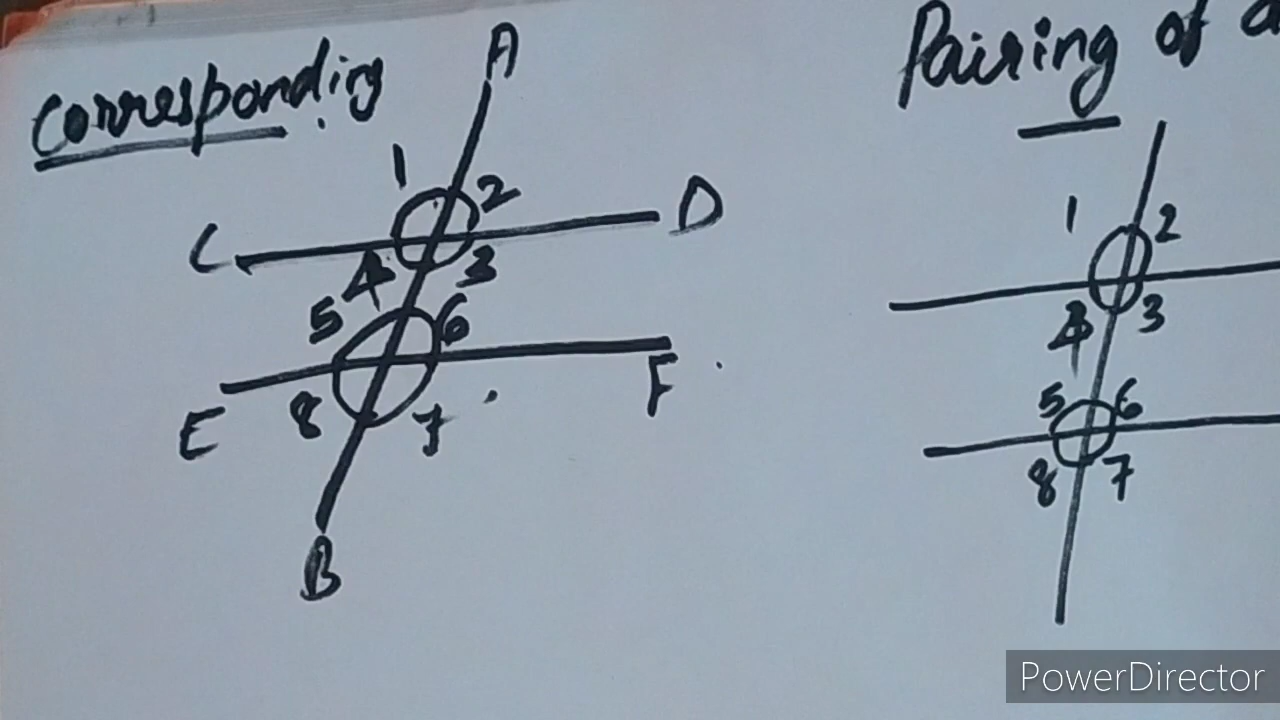 Corresponding
A
1 2
C D
4 3
5 6
E F
8 7
B
Pairing of
1 2
4 3
5 6
8 7
PowerDirector